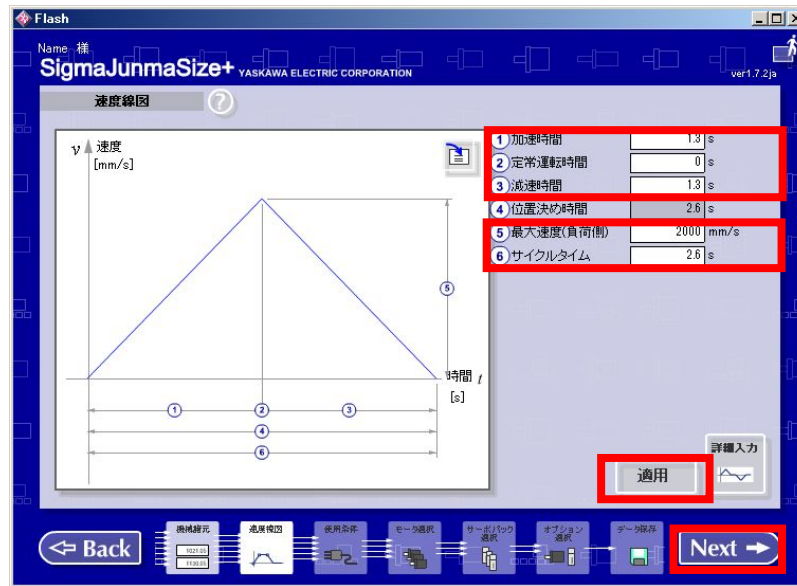 Flash
Name 様
SigmaJunmaSize+ YASKAWA ELECTRIC CORPORATION
ver1.7.2ja
速度線図 ?
v 速度
[mm/s]
時間 t
[s]
① ② ③
④
⑤
⑥
① 加速時間 1.3 s
② 定常運転時間 0 s
③ 減速時間 1.3 s
④ 位置決め時間 2.6 s
⑤ 最大速度(負荷側) 2000 mm/s
⑥ サイクルタイム 2.6 s
適用
詳細入力
Back
機械諸元
速度線図
使用条件
モータ選択
サーボパック
選択
オプション
選択
データ保存
Next